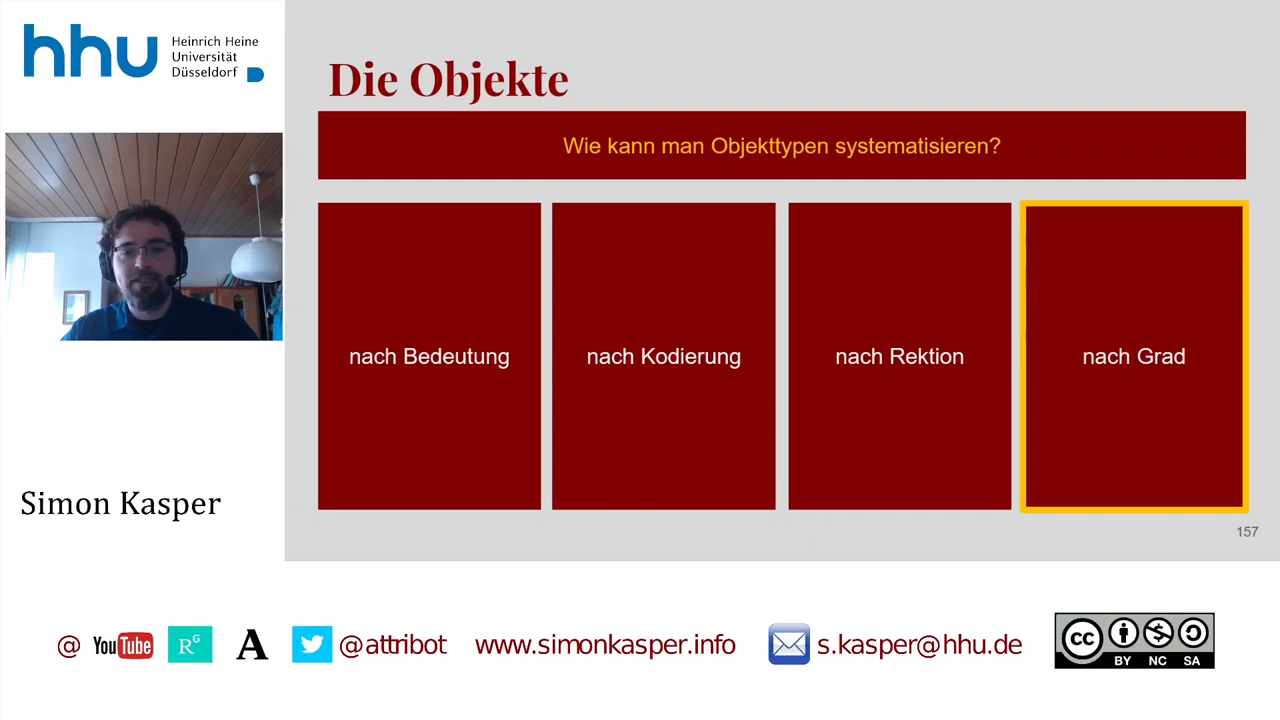 hhu
Heinrich Heine
Universität
Düsseldorf
Die Objekte
Wie kann man Objekttypen systematisieren?
nach Bedeutung
nach Kodierung
nach Rektion
nach Grad
Simon Kasper
157
@ YouTube RG A @attribot www.simonkasper.info s.kasper@hhu.de
cc BY NC SA